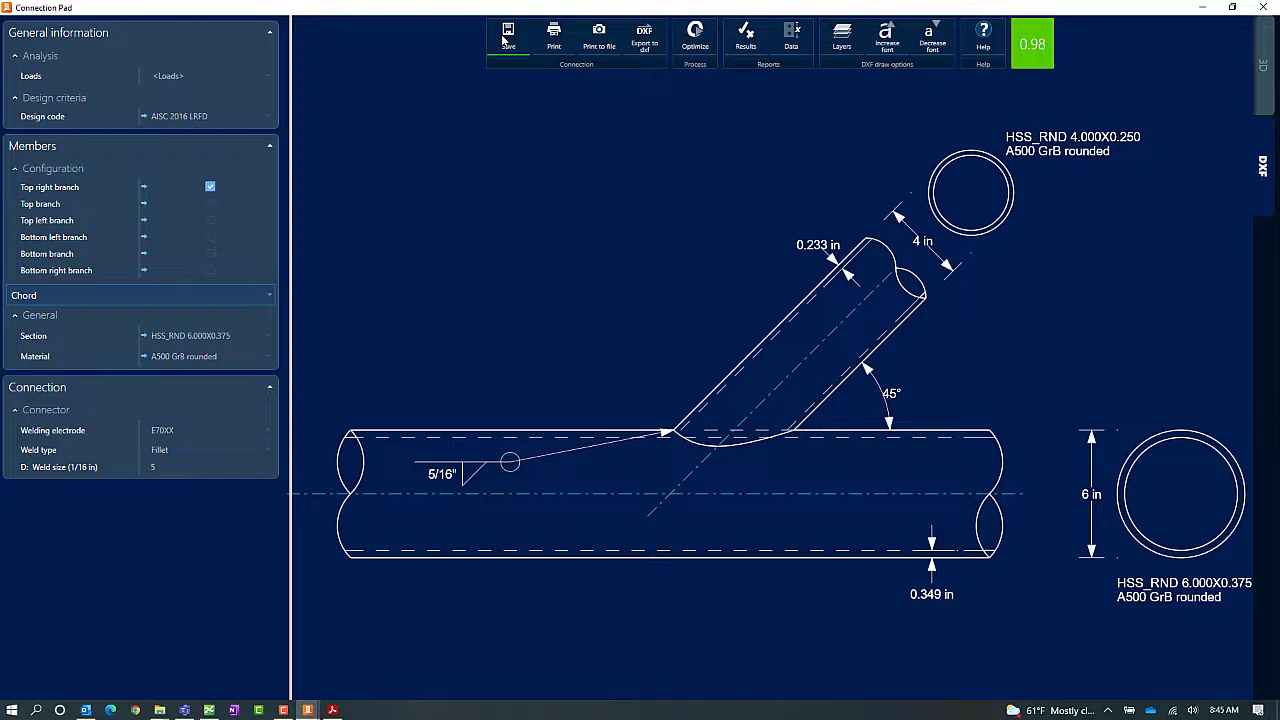 Connection Pad
General information
Analysis
Loads <Loads>
Design criteria
Design code AISC 2016 LRFD
Members
Configuration
Top right branch
Top branch
Top left branch
Bottom left branch
Bottom branch
Bottom right branch
Chord
General
Section HSS_RND 6.000X0.375
Material A500 GrB rounded
Connection
Connector
Welding electrode E70XX
Weld type Fillet
D: Weld size (1/16 in) 5
Save Print Print to file Export to dxf
Connection
Optimize
Process
Results Data
Reports
Layers Increase font Decrease font
DXF draw options
Help
Help
0.98
3D
DXF
HSS_RND 4.000X0.250
A500 GrB rounded
0.233 in
4 in
45°
5/16"
6 in
0.349 in
HSS_RND 6.000X0.375
A500 GrB rounded
61°F Mostly cl...
8:45 AM